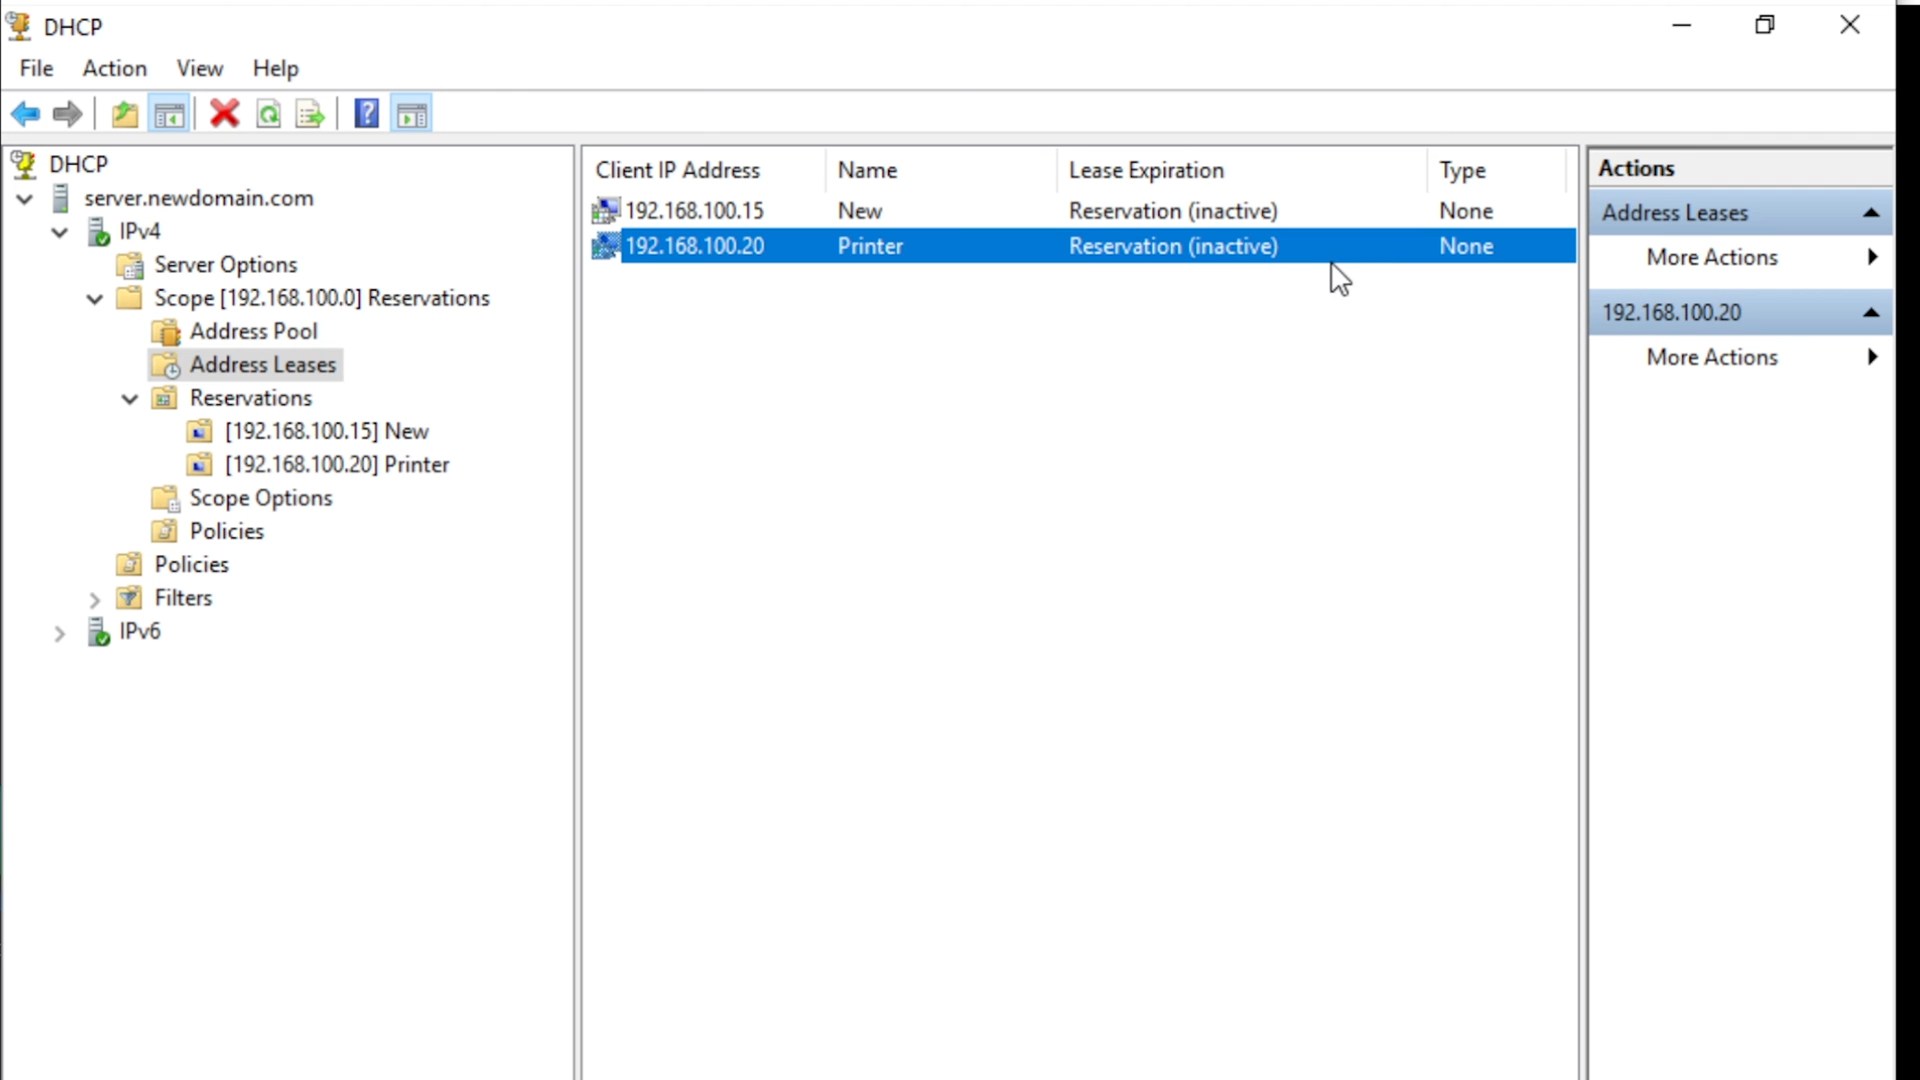 DHCP
File Action View Help
DHCP
server.newdomain.com
IPv4
Server Options
Scope [192.168.100.0] Reservations
Address Pool
Address Leases
Reservations
[192.168.100.15] New
[192.168.100.20] Printer
Scope Options
Policies
Policies
Filters
IPv6
Client IP Address Name Lease Expiration Type
192.168.100.15 New Reservation (inactive) None
192.168.100.20 Printer Reservation (inactive) None
Actions
Address Leases
More Actions
192.168.100.20
More Actions